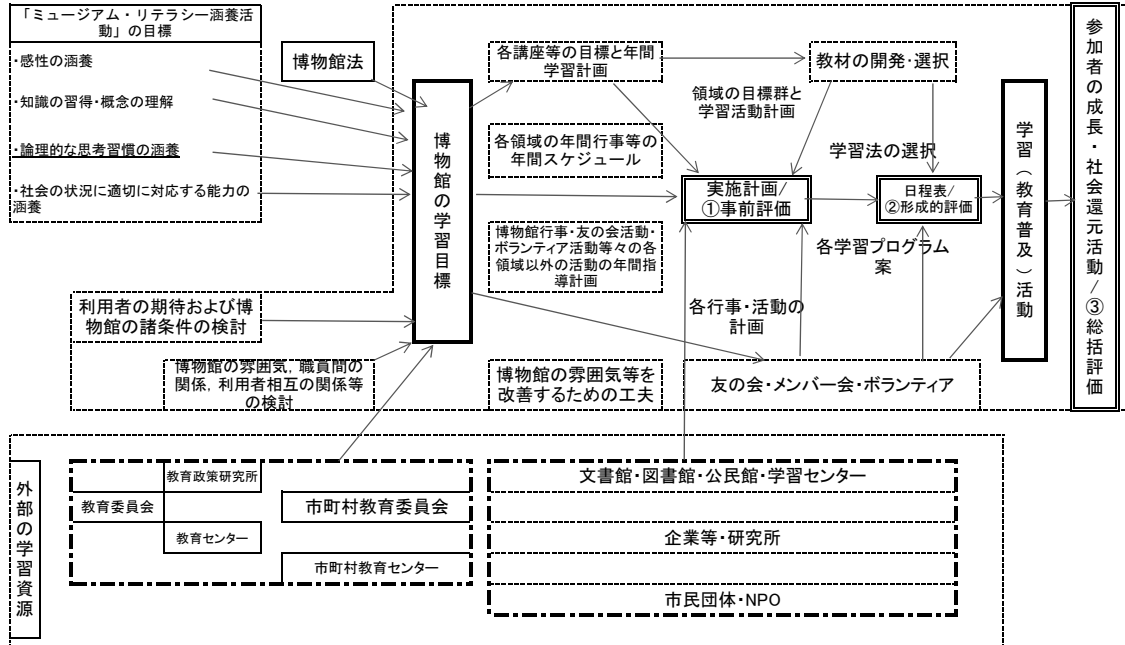 「ミュージアム・リテラシー涵養活
動」の目標
・感性の涵養
・知識の習得・概念の理解
・論理的な思考習慣の涵養
・社会の状況に適切に対応する能力の
涵養
博物館法
利用者の期待および博
物館の諸条件の検討
博物館の雰囲気，職員間の
関係，利用者相互の関係等
の検討
博物館の学習目標
各講座等の目標と年間
学習計画
各領域の年間行事等の
年間スケジュール
博物館行事・友の会活動・
ボランティア活動等々の各
領域以外の活動の年間指
導計画
博物館の雰囲気等を
改善するための工夫
教材の開発・選択
領域の目標群と
学習活動計画
学習法の選択
実施計画/
①事前評価
日程表/
②形成的評価
各学習プログラム
案
各行事・活動の
計画
友の会・メンバー会・ボランティア
学習（教育普及）活動
参加者の成長・社会還元活動/③総括評価
外部の学習資源
教育政策研究所
教育委員会
市町村教育委員会
教育センター
市町村教育センター
文書館・図書館・公民館・学習センター
企業等・研究所
市民団体・NPO